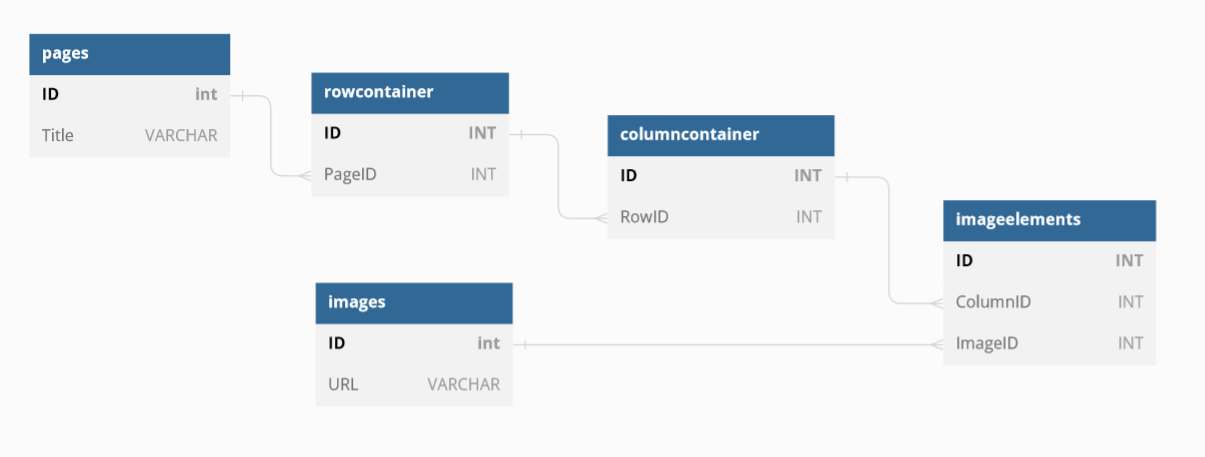 pages
ID int
Title VARCHAR
rowcontainer
ID INT
PageID INT
columncontainer
ID INT
RowID INT
imageelements
ID INT
ColumnID INT
ImageID INT
images
ID int
URL VARCHAR